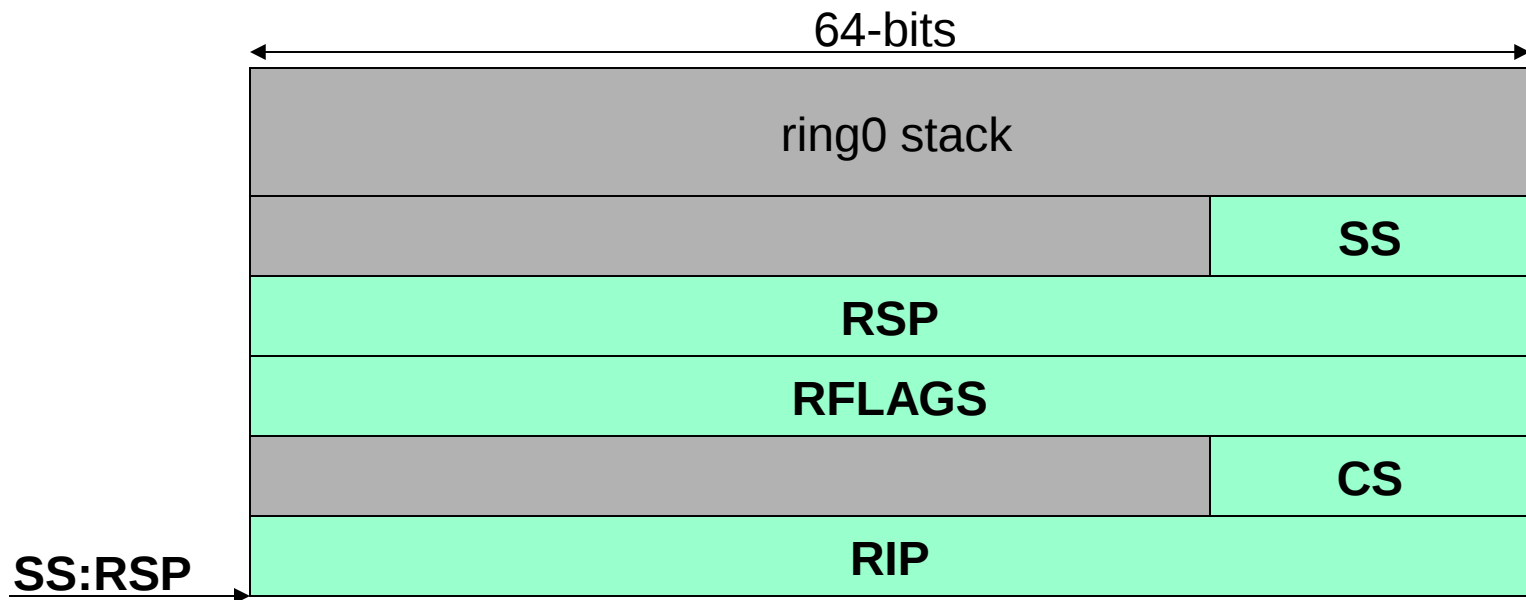 64-bits
ring0 stack
SS
RSP
RFLAGS
CS
RIP
SS:RSP